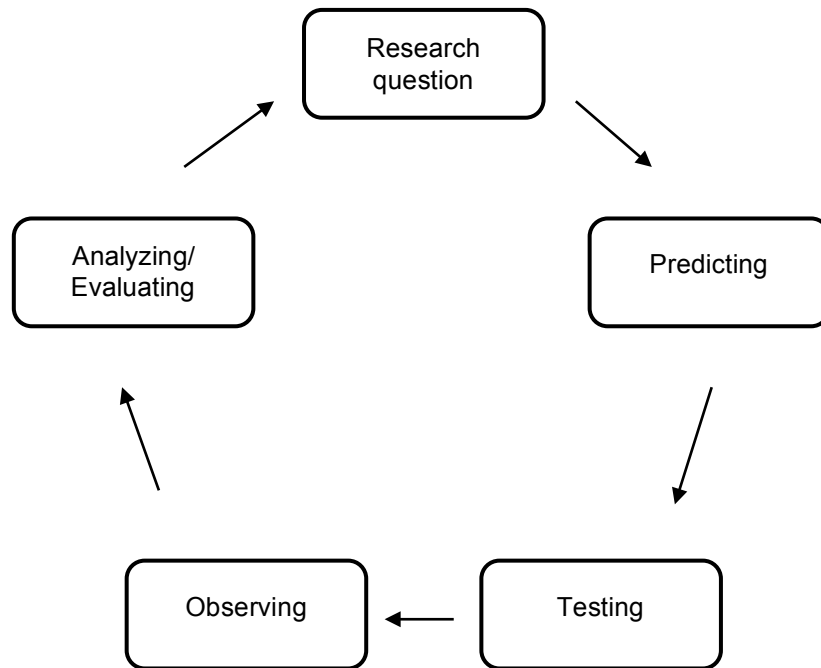 Research
question
Predicting
Testing
Observing
Analyzing/
Evaluating